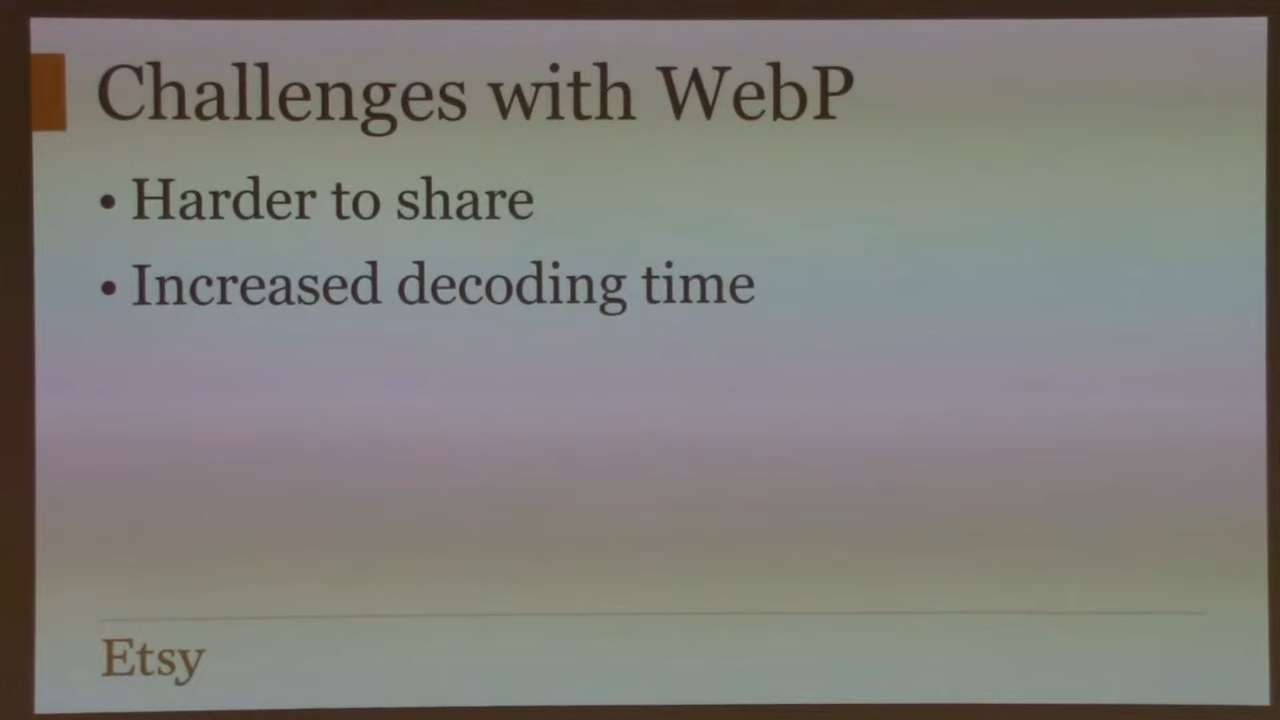 Challenges with WebP
• Harder to share
• Increased decoding time
Etsy